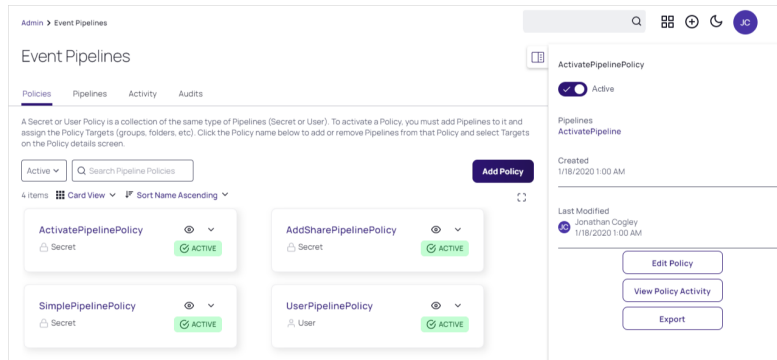 Admin > Event Pipelines
JC
Event Pipelines
Policies Pipelines Activity Audits
A Secret or User Policy is a collection of the same type of Pipelines (Secret or User). To activate a Policy, you must add Pipelines to it and
assign the Policy Targets (groups, folders, etc). Click the Policy name below to add or remove Pipelines from that Policy and select Targets
on the Policy details screen.
Active Search Pipeline Policies Add Policy
4 items Card View Sort Name Ascending
ActivatePipelinePolicy
Secret ACTIVE
AddSharePipelinePolicy
Secret ACTIVE
SimplePipelinePolicy
Secret ACTIVE
UserPipelinePolicy
User ACTIVE
ActivatePipelinePolicy
Active
Pipelines
ActivatePipeline
Created
1/18/2020 1:00 AM
Last Modified
JC Jonathan Cogley
1/18/2020 1:00 AM
Edit Policy
View Policy Activity
Export